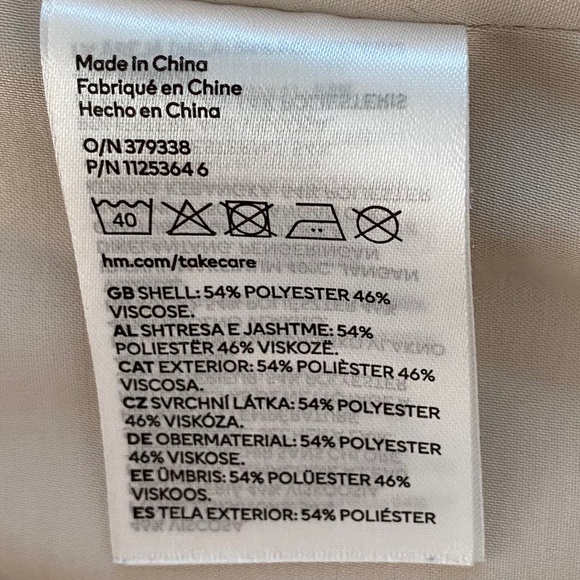 Made in China
Fabriqué en Chine
Hecho en China
O/N 379338
P/N 1125364 6
40
hm.com/takecare
GB SHELL: 54% POLYESTER 46%
VISCOSE.
AL SHTRESA E JASHTME: 54%
POLIESTËR 46% VISKOZË.
CAT EXTERIOR: 54% POLIÈSTER 46%
VISCOSA.
CZ SVRCHNÍ LÁTKA: 54% POLYESTER
46% VISKÓZA.
DE OBERMATERIAL: 54% POLYESTER
46% VISKOSE.
EE ÜMBRIS: 54% POLÜESTER 46%
VISKOOS.
ES TELA EXTERIOR: 54% POLIÉSTER